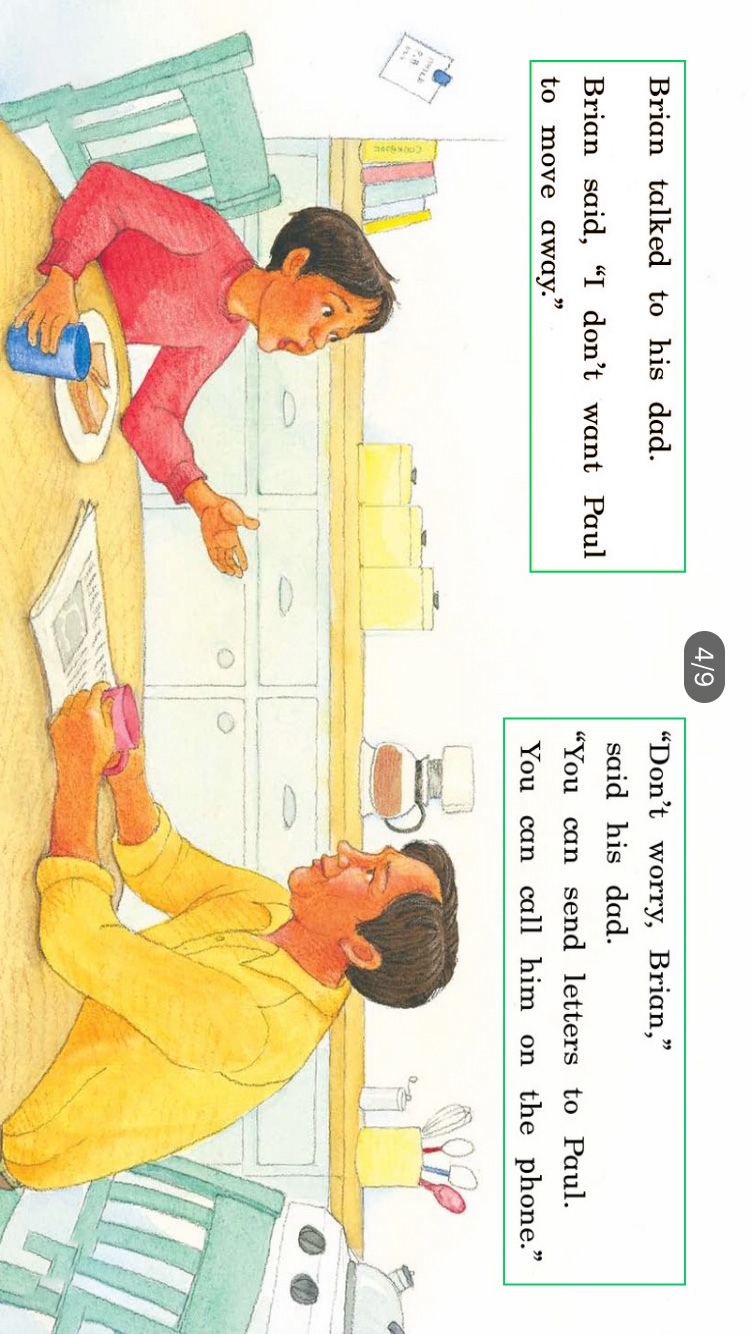 Brian talked to his dad.
Brian said, “I don’t want Paul
to move away.”
4/9
“Don’t worry, Brian,”
said his dad.
“You can send letters to Paul.
You can call him on the phone.”
COOKBOOK